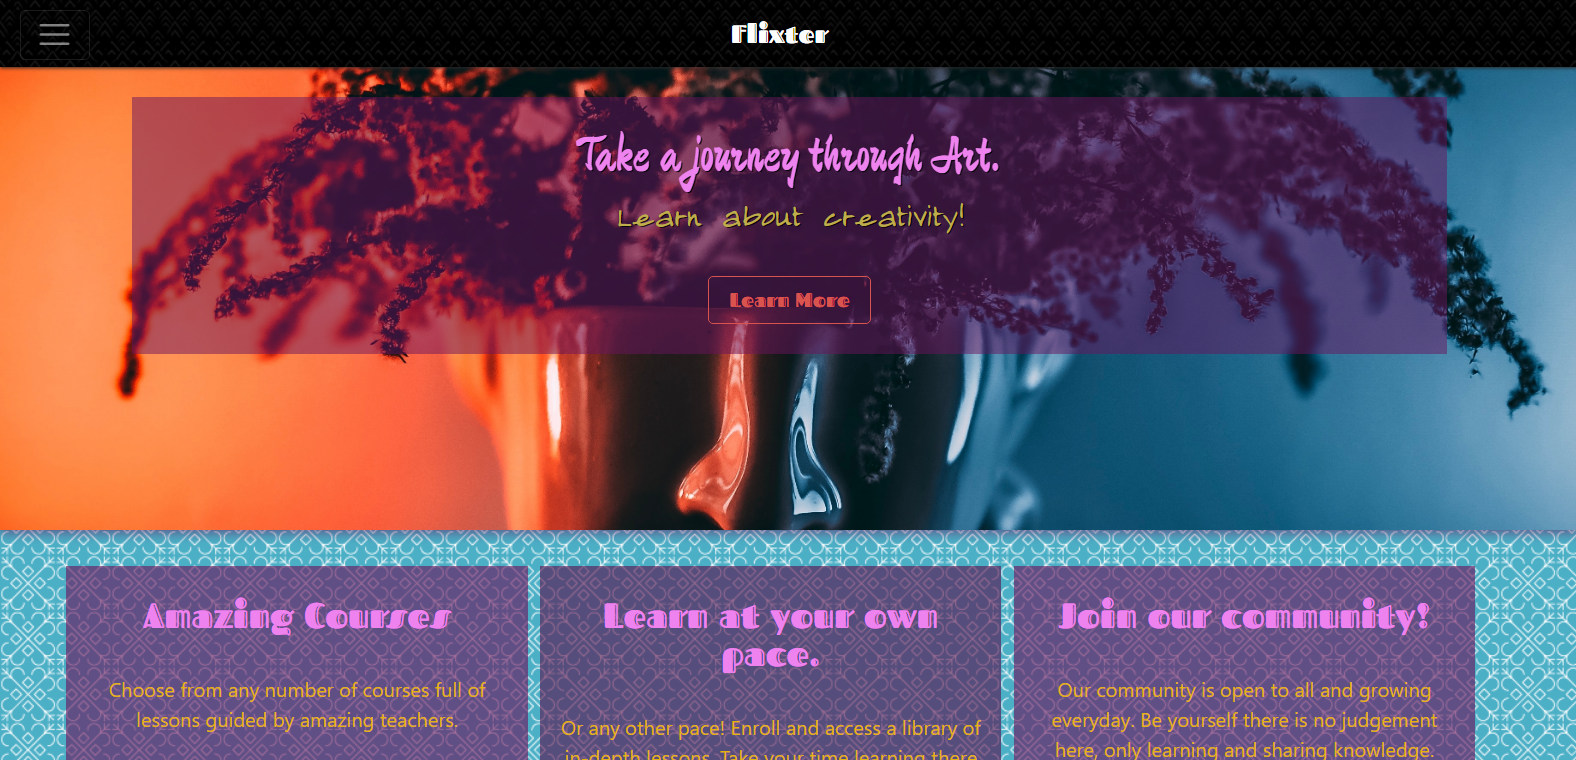 Flixter
Take a journey through Art.
Learn about creativity!
Learn More
Amazing Courses
Choose from any number of courses full of
lessons guided by amazing teachers.
Learn at your own
pace.
Or any other pace! Enroll and access a library of
in-depth lessons. Take your time learning there
Join our community!
Our community is open to all and growing
everyday. Be yourself there is no judgement
here, only learning and sharing knowledge.